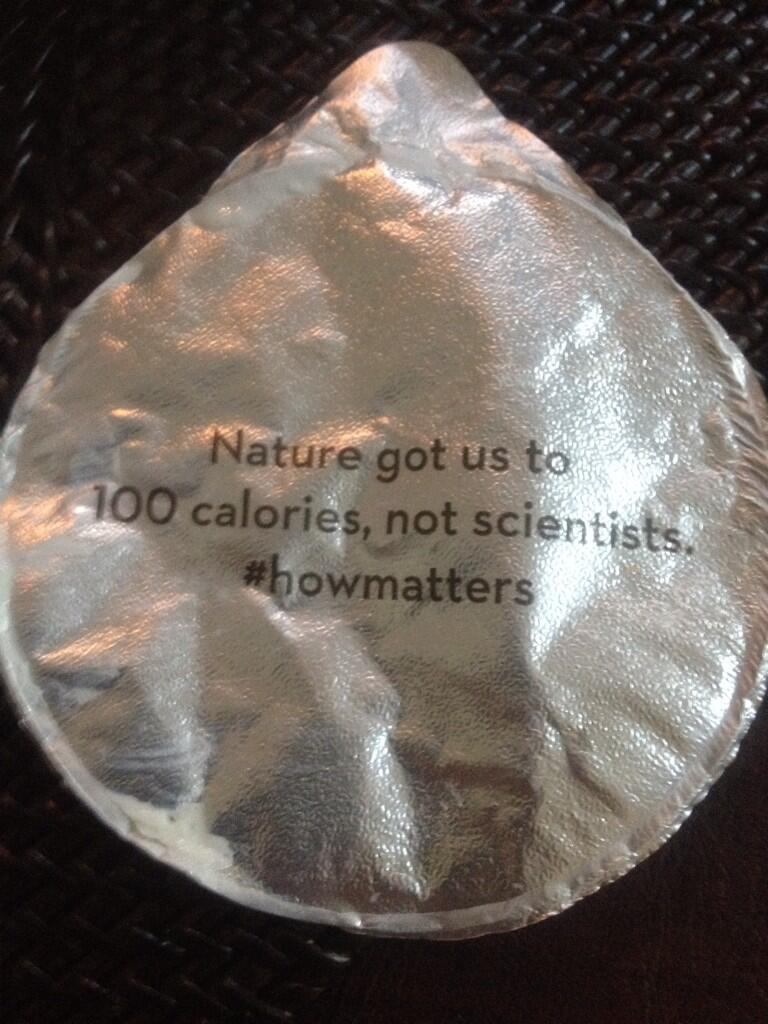 Nature got us to
100 calories, not scientists.
#howmatters